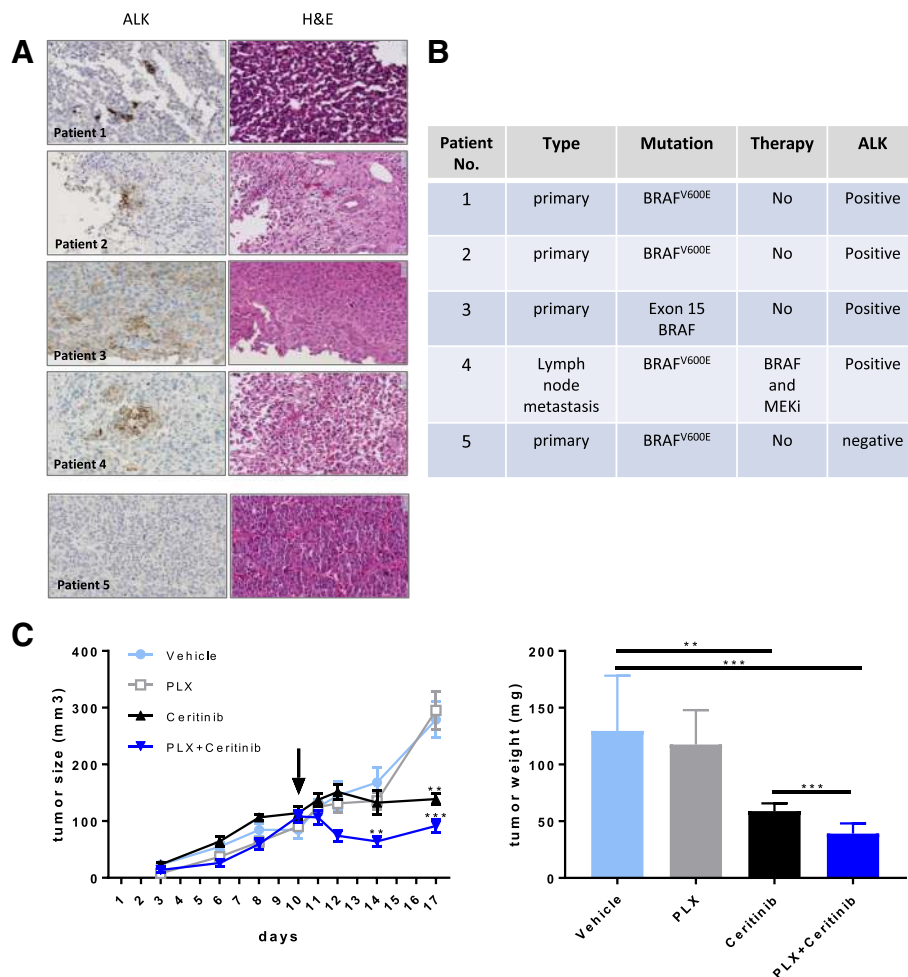 ALK H&E
A
Patient 1
Patient 2
Patient 3
Patient 4
Patient 5
B
Patient No. Type Mutation Therapy ALK
1 primary BRAFV600E No Positive
2 primary BRAFV600E No Positive
3 primary Exon 15 BRAF No Positive
4 Lymph node metastasis BRAFV600E BRAF and MEKi Positive
5 primary BRAFV600E No negative
C
tumor size (mm3)
400
300
200
100
0
Vehicle
PLX
Ceritinib
PLX+Ceritinib
**
***
**
1 2 3 4 5 6 7 8 9 10 11 12 13 14 15 16 17
days
tumor weight (mg)
200
150
100
50
0
**
***
***
Vehicle
PLX
Ceritinib
PLX+Ceritinib